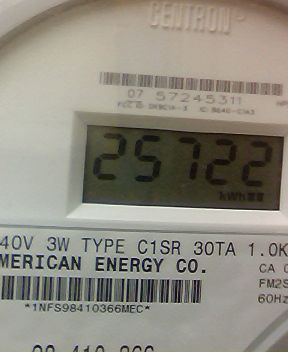 CENTRON
07 57245311
25722
kWh
40V 3W TYPE C1SR 30TA 1.0K
MERICAN ENERGY CO.
CA 0
FM2S
60Hz
*1NFS98410366MEC*